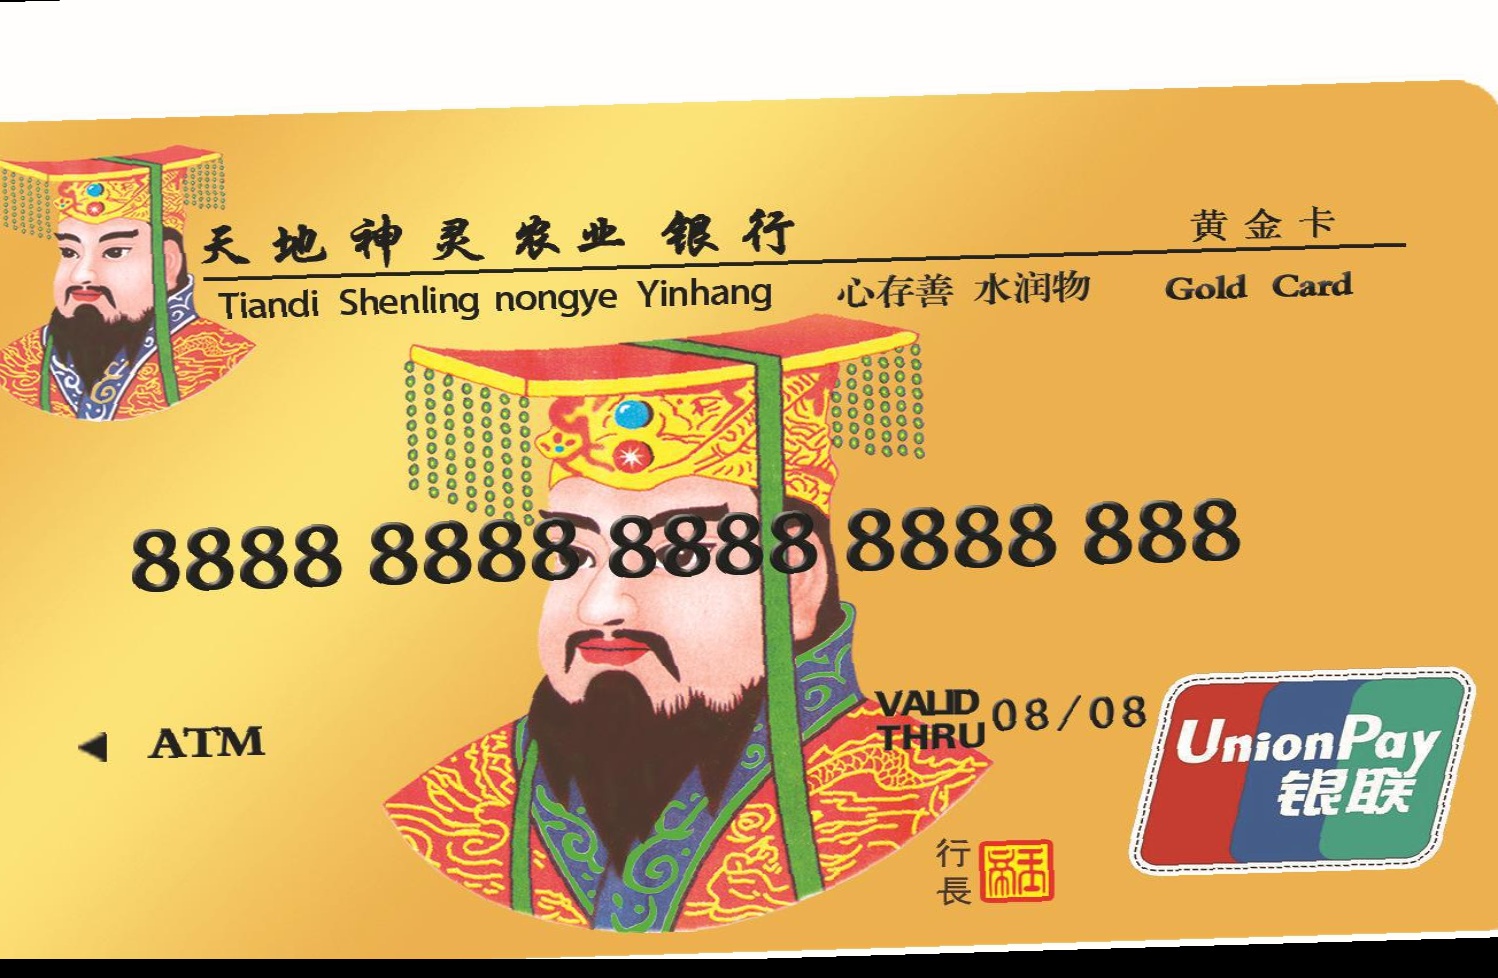 天地神灵农业银行
黄金卡
Tiandi Shenling nongye Yinhang
心存善 水润物
Gold Card
8888 8888 8888 8888 888
ATM
VALID
THRU
08/08
UnionPay
银联
行
長